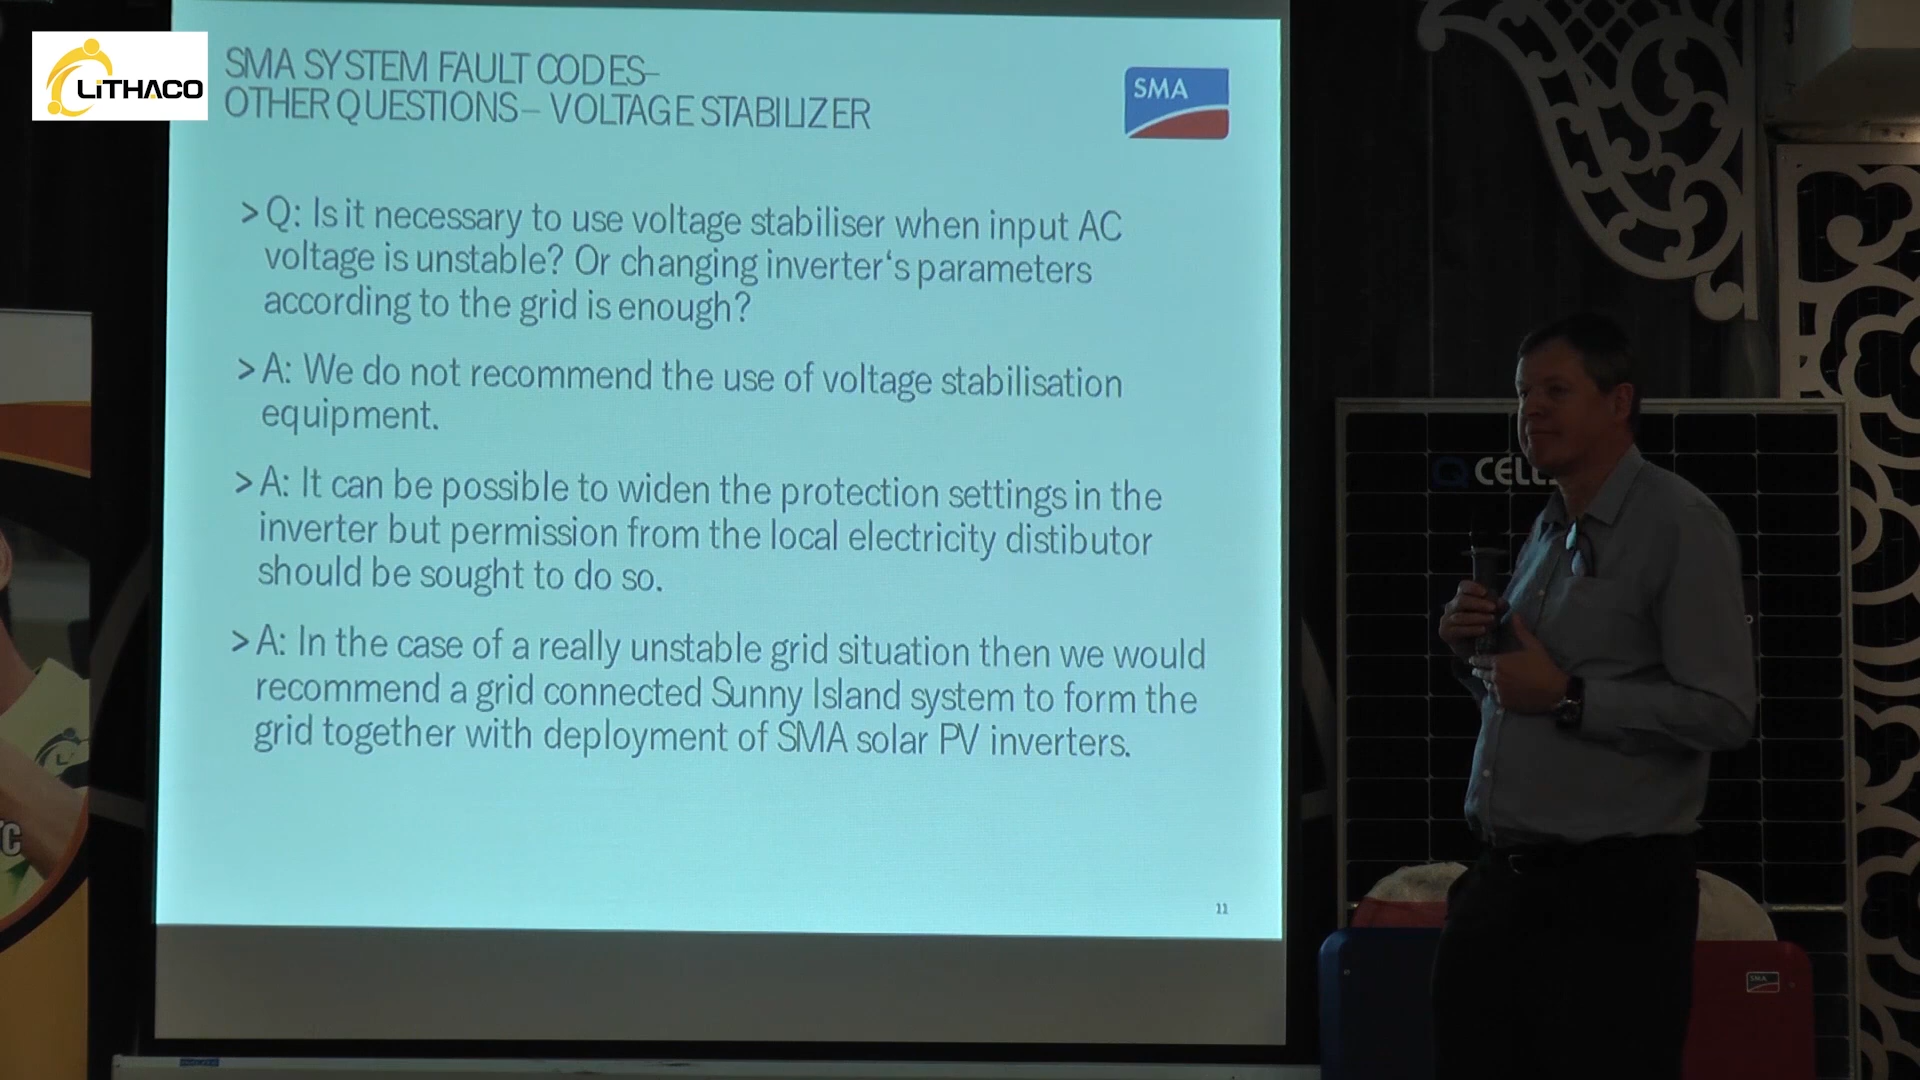 LiTHACO
SMA SYSTEM FAULT CODES–
OTHER QUESTIONS – VOLTAGE STABILIZER
SMA
> Q: Is it necessary to use voltage stabiliser when input AC
voltage is unstable? Or changing inverter‘s parameters
according to the grid is enough?
> A: We do not recommend the use of voltage stabilisation
equipment.
> A: It can be possible to widen the protection settings in the
inverter but permission from the local electricity distibutor
should be sought to do so.
> A: In the case of a really unstable grid situation then we would
recommend a grid connected Sunny Island system to form the
grid together with deployment of SMA solar PV inverters.
11
Q CELLS
SMA